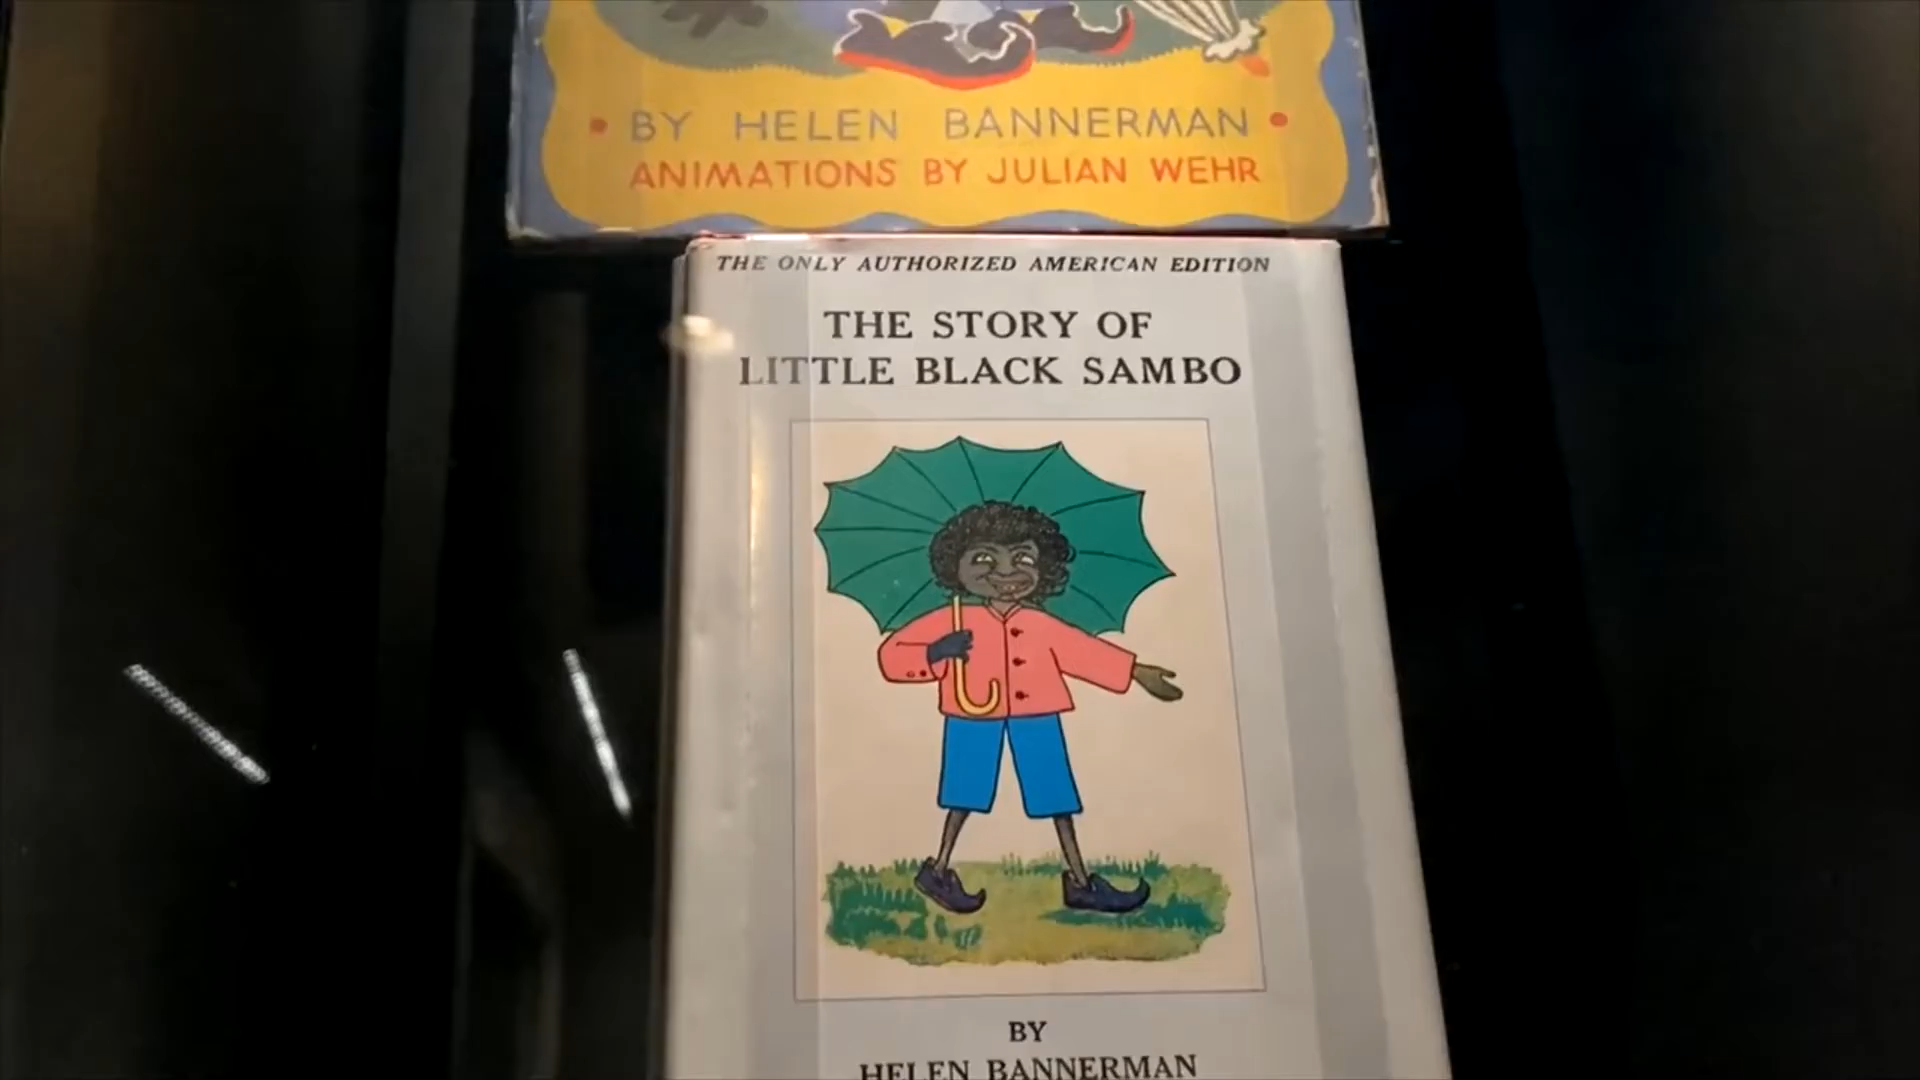 • BY HELEN BANNERMAN •
ANIMATIONS BY JULIAN WEHR
THE ONLY AUTHORIZED AMERICAN EDITION
THE STORY OF
LITTLE BLACK SAMBO
BY
HELEN BANNERMAN